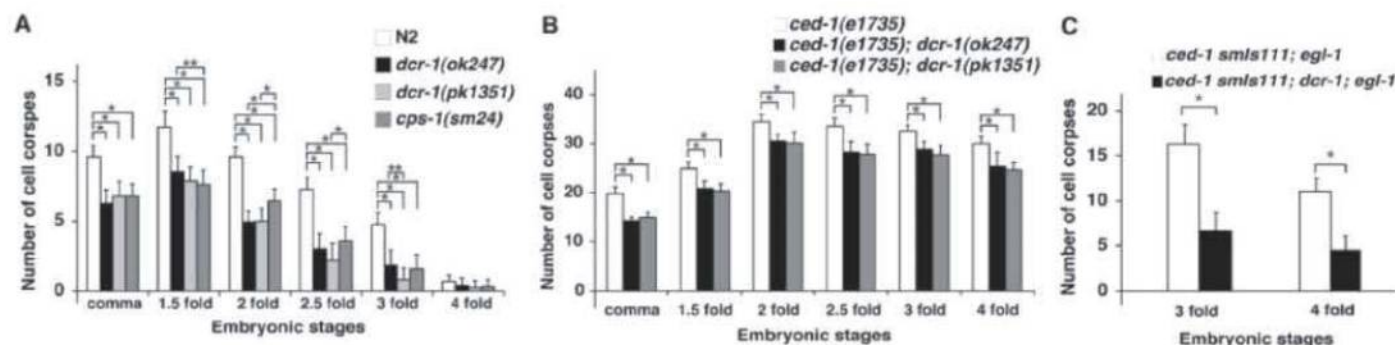 A
N2
dcr-1(ok247)
dcr-1(pk1351)
cps-1(sm24)
Number of cell corspes
15
10
5
0
* * * * * * ** * * * * * * * * * * * * * **
comma 1.5 fold 2 fold 2.5 fold 3 fold 4 fold
Embryonic stages
B
ced-1(e1735)
ced-1(e1735); dcr-1(ok247)
ced-1(e1735); dcr-1(pk1351)
Number of cell corpses
40
30
20
10
0
* * * * * * * * * * * *
comma 1.5 fold 2 fold 2.5 fold 3 fold 4 fold
Embryonic stages
C
ced-1 smIs111; egl-1
ced-1 smIs111; dcr-1; egl-1
Number of cell corpses
20
15
10
5
0
* *
3 fold 4 fold
Embryonic stages